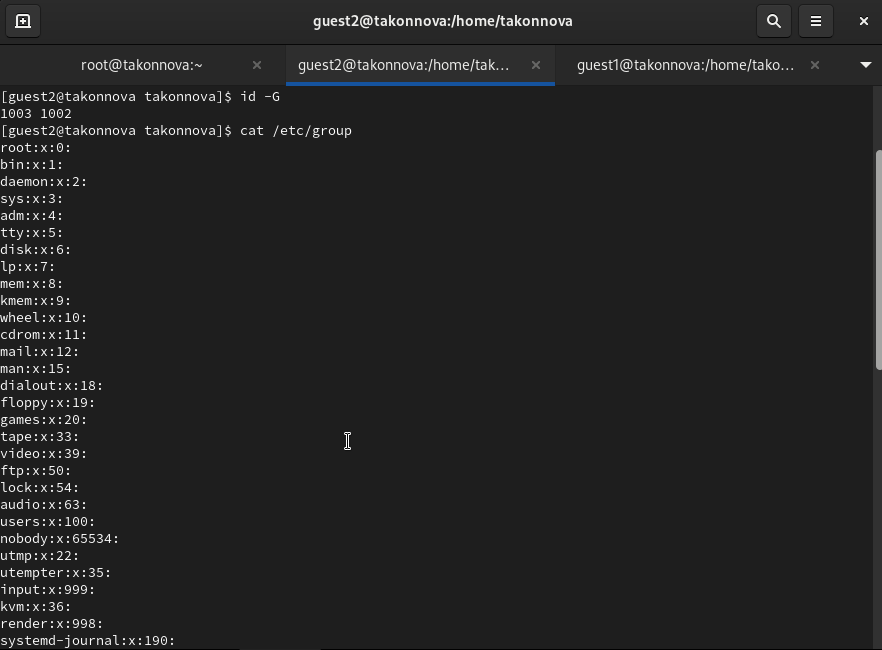 guest2@takonnova:/home/takonnova
root@takonnova:~
guest2@takonnova:/home/tak...
guest1@takonnova:/home/tako...
[guest2@takonnova takonnova]$ id -G
1003 1002
[guest2@takonnova takonnova]$ cat /etc/group
root:x:0:
bin:x:1:
daemon:x:2:
sys:x:3:
adm:x:4:
tty:x:5:
disk:x:6:
lp:x:7:
mem:x:8:
kmem:x:9:
wheel:x:10:
cdrom:x:11:
mail:x:12:
man:x:15:
dialout:x:18:
floppy:x:19:
games:x:20:
tape:x:33:
video:x:39:
ftp:x:50:
lock:x:54:
audio:x:63:
users:x:100:
nobody:x:65534:
utmp:x:22:
utempter:x:35:
input:x:999:
kvm:x:36:
render:x:998:
systemd-journal:x:190: